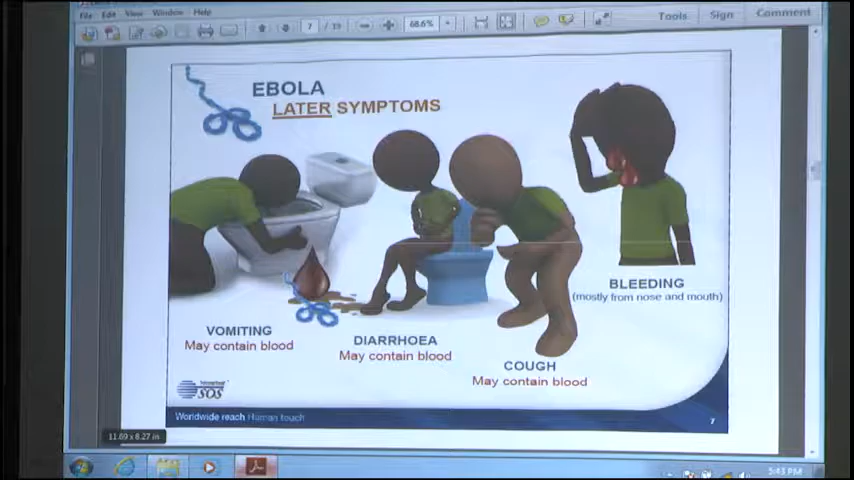 File Edit View Window Help
7 / 19 68.6% Tools Sign Comment
EBOLA
LATER SYMPTOMS
BLEEDING
(mostly from nose and mouth)
VOMITING
May contain blood
DIARRHOEA
May contain blood
COUGH
May contain blood
SOS
Worldwide reach Human touch
7
11.69 x 8.27 in
5:43 PM